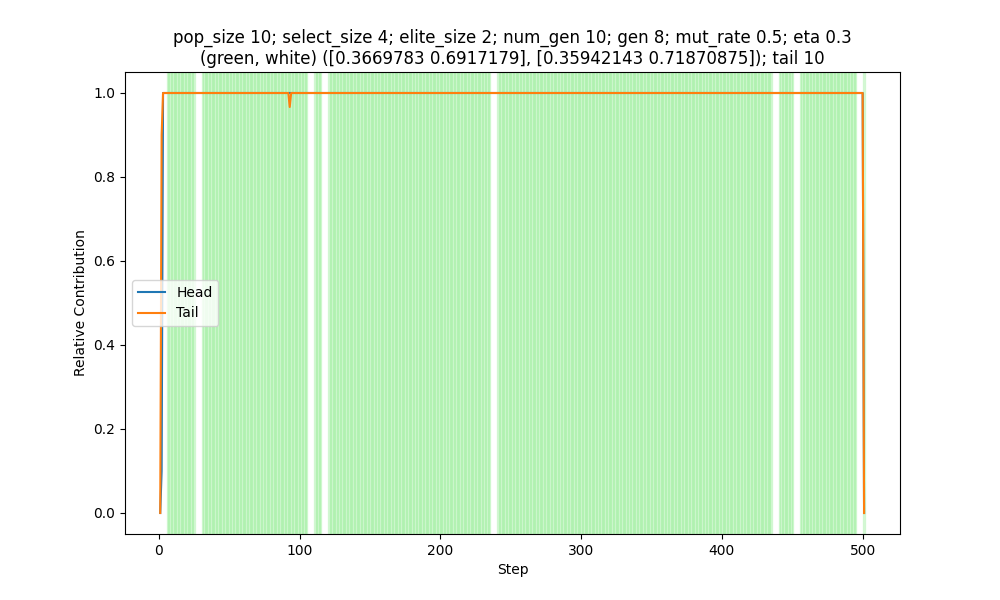 pop_size 10; select_size 4; elite_size 2; num_gen 10; gen 8; mut_rate 0.5; eta 0.3
(green, white) ([0.3669783 0.6917179], [0.35942143 0.71870875]); tail 10
1.0
0.8
0.6
0.4
0.2
0.0
Relative Contribution
Head
Tail
0
100
200
300
400
500
Step